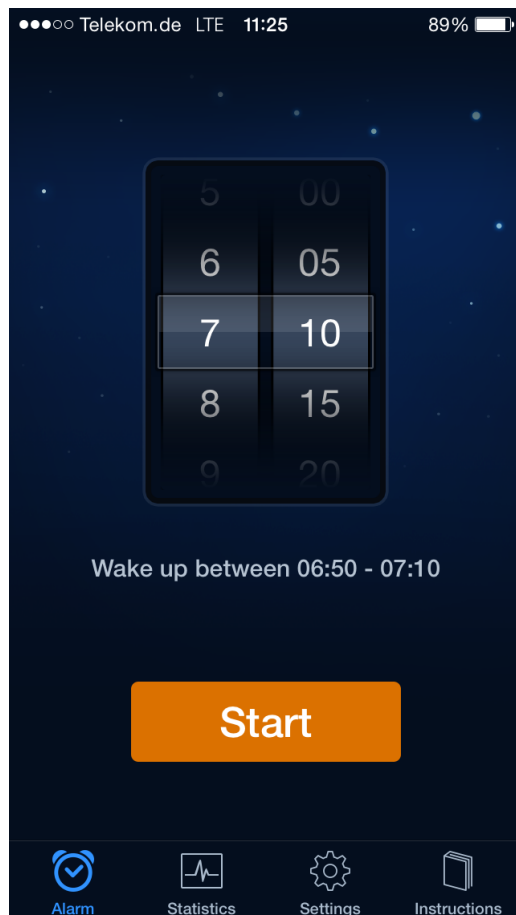 Telekom.de LTE 11:25 89%
5 00
6 05
7 10
8 15
9 20
Wake up between 06:50 - 07:10
Start
Alarm Statistics Settings Instructions